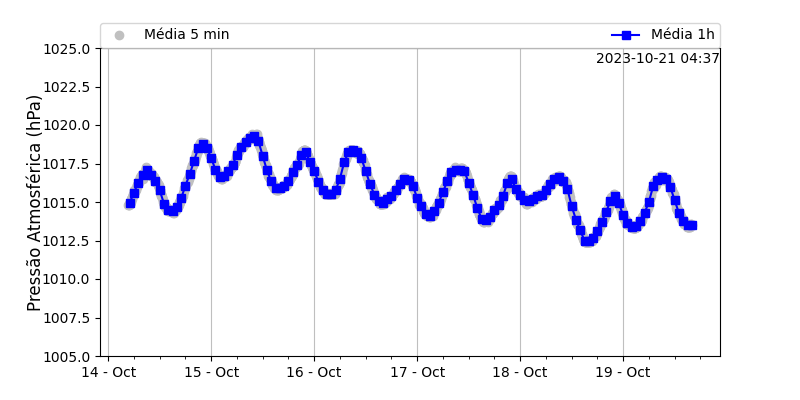 Média 5 min
Média 1h
2023-10-21 04:37
Pressão Atmosférica (hPa)
1025.0
1022.5
1020.0
1017.5
1015.0
1012.5
1010.0
1007.5
1005.0
14 - Oct
15 - Oct
16 - Oct
17 - Oct
18 - Oct
19 - Oct